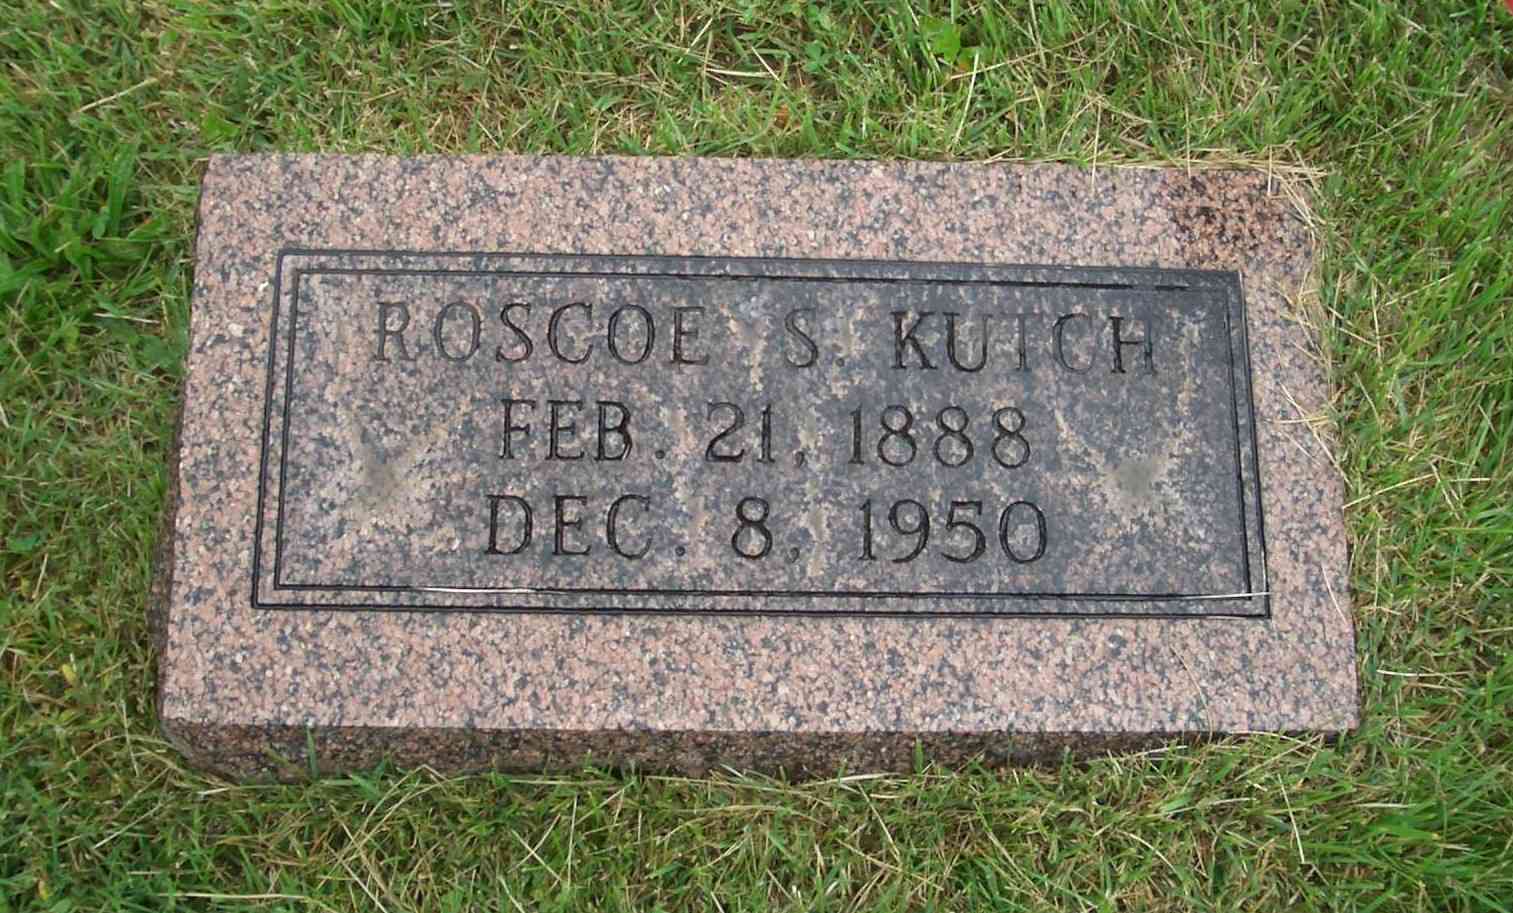 ROSCOE S. KUTCH
FEB. 21, 1888
DEC. 8, 1950